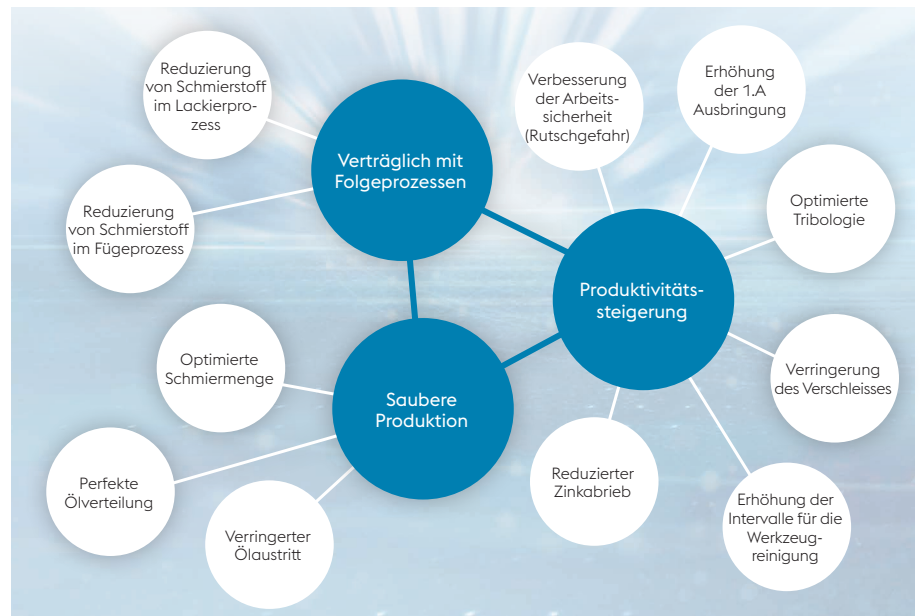 Reduzierung
von Schmierstoff
im Lackierpro-
zess
Verträglich mit
Folgeprozessen
Verbesserung
der Arbeits-
sicherheit
(Rutschgefahr)
Erhöhung
der 1.A
Ausbringung
Reduzierung
von Schmierstoff
im Fügeprozess
Optimierte
Tribologie
Produktivitäts-
steigerung
Optimierte
Schmiermenge
Verringerung
des Verschleisses
Saubere
Produktion
Perfekte
Ölverteilung
Reduzierter
Zinkabrieb
Verringerter
Ölaustritt
Erhöhung der
Intervalle für die
Werkzeug-
reinigung